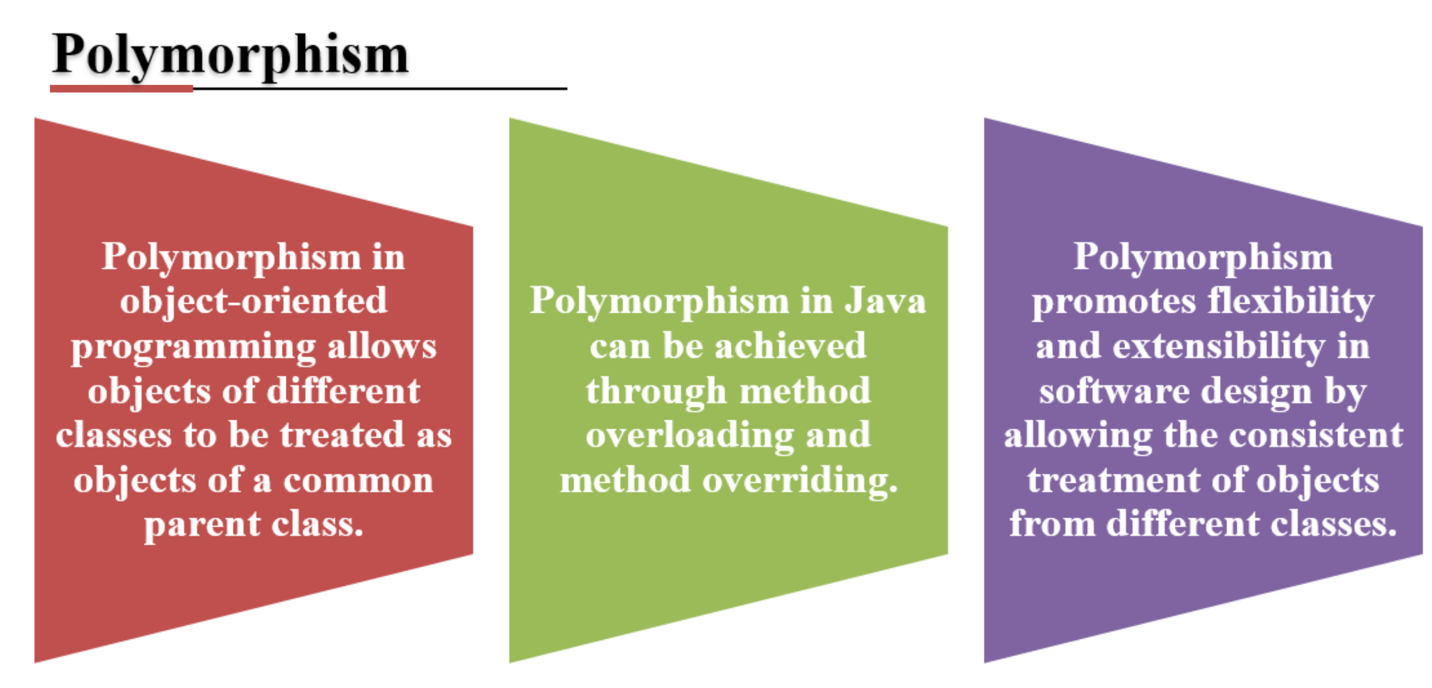 Polymorphism
Polymorphism in
object-oriented
programming allows
objects of different
classes to be treated as
objects of a common
parent class.
Polymorphism in Java
can be achieved
through method
overloading and
method overriding.
Polymorphism
promotes flexibility
and extensibility in
software design by
allowing the consistent
treatment of objects
from different classes.